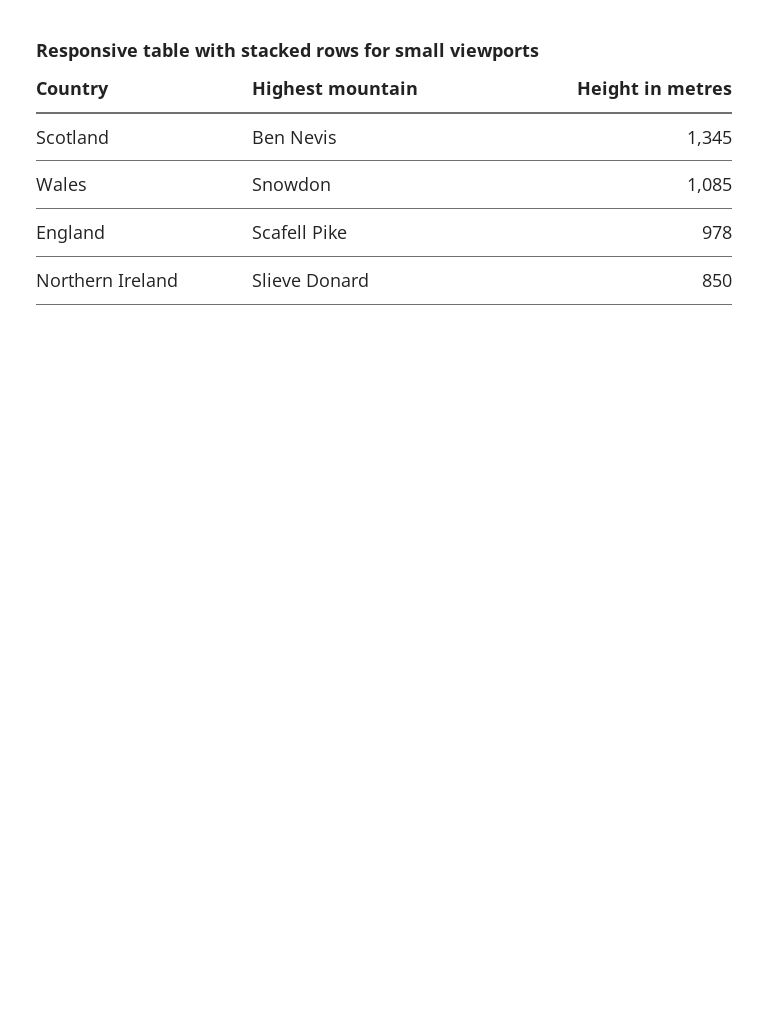 Responsive table with stacked rows for small viewports
Country Highest mountain Height in metres
Scotland Ben Nevis 1,345
Wales Snowdon 1,085
England Scafell Pike 978
Northern Ireland Slieve Donard 850